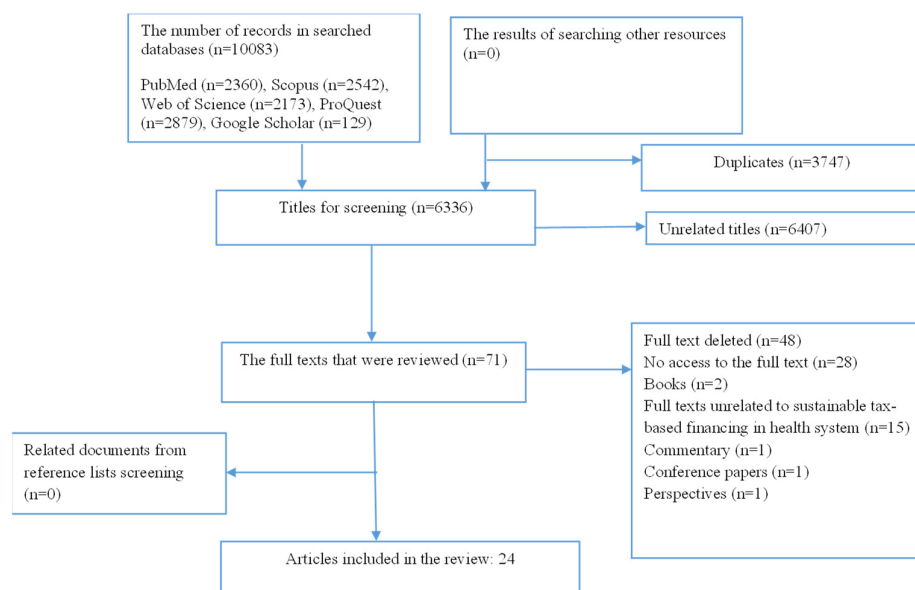 The number of records in searched
databases (n=10083)
PubMed (n=2360), Scopus (n=2542),
Web of Science (n=2173), ProQuest
(n=2879), Google Scholar (n=129)
The results of searching other resources
(n=0)
Duplicates (n=3747)
Titles for screening (n=6336)
Unrelated titles (n=6407)
The full texts that were reviewed (n=71)
Full text deleted (n=48)
No access to the full text (n=28)
Books (n=2)
Full texts unrelated to sustainable tax-
based financing in health system (n=15)
Commentary (n=1)
Conference papers (n=1)
Perspectives (n=1)
Related documents from
reference lists screening
(n=0)
Articles included in the review: 24